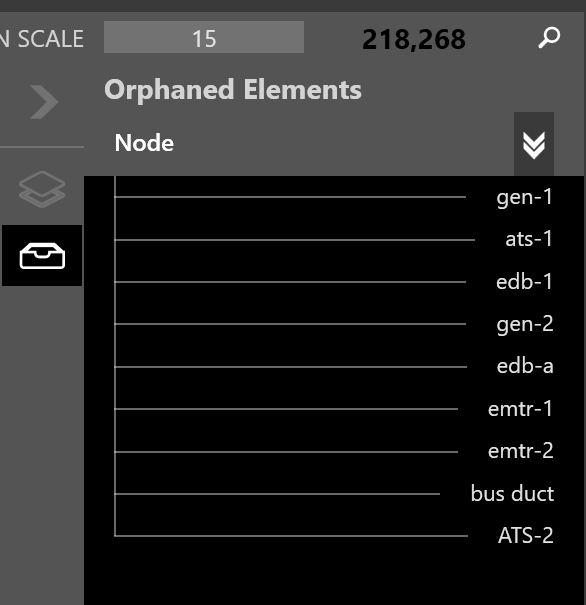 N SCALE 15 218,268
Orphaned Elements
Node
gen-1
ats-1
edb-1
gen-2
edb-a
emtr-1
emtr-2
bus duct
ATS-2